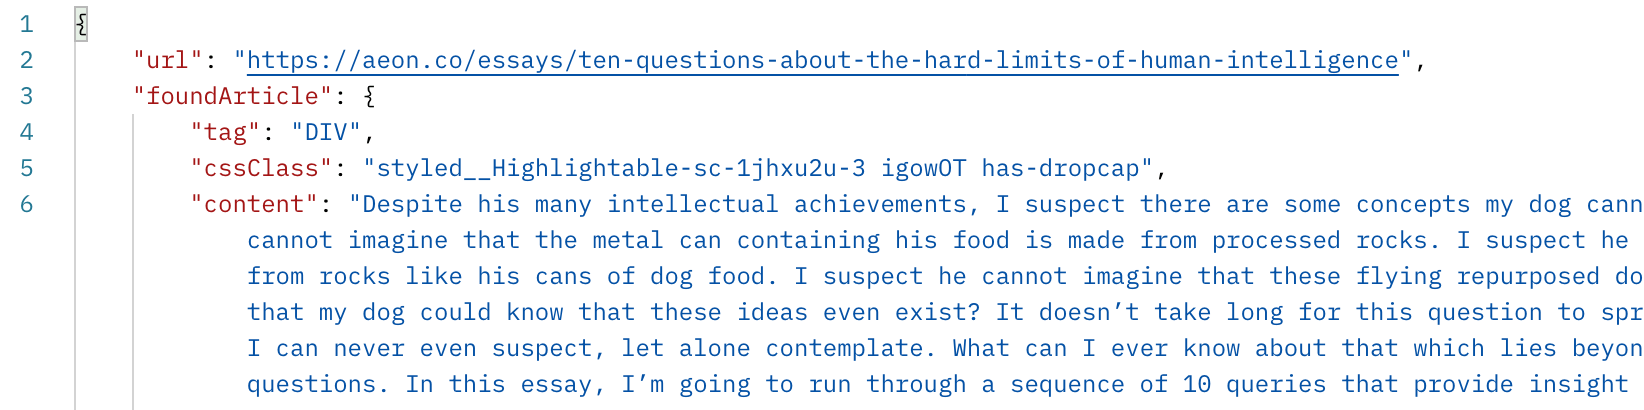 1 {
2 "url": "https://aeon.co/essays/ten-questions-about-the-hard-limits-of-human-intelligence",
3 "foundArticle": {
4 "tag": "DIV",
5 "cssClass": "styled__Highlightable-sc-1jhxu2u-3 igowOT has-dropcap",
6 "content": "Despite his many intellectual achievements, I suspect there are some concepts my dog cann
cannot imagine that the metal can containing his food is made from processed rocks. I suspect he
from rocks like his cans of dog food. I suspect he cannot imagine that these flying repurposed do
that my dog could know that these ideas even exist? It doesn’t take long for this question to spr
I can never even suspect, let alone contemplate. What can I ever know about that which lies beyon
questions. In this essay, I’m going to run through a sequence of 10 queries that provide insight